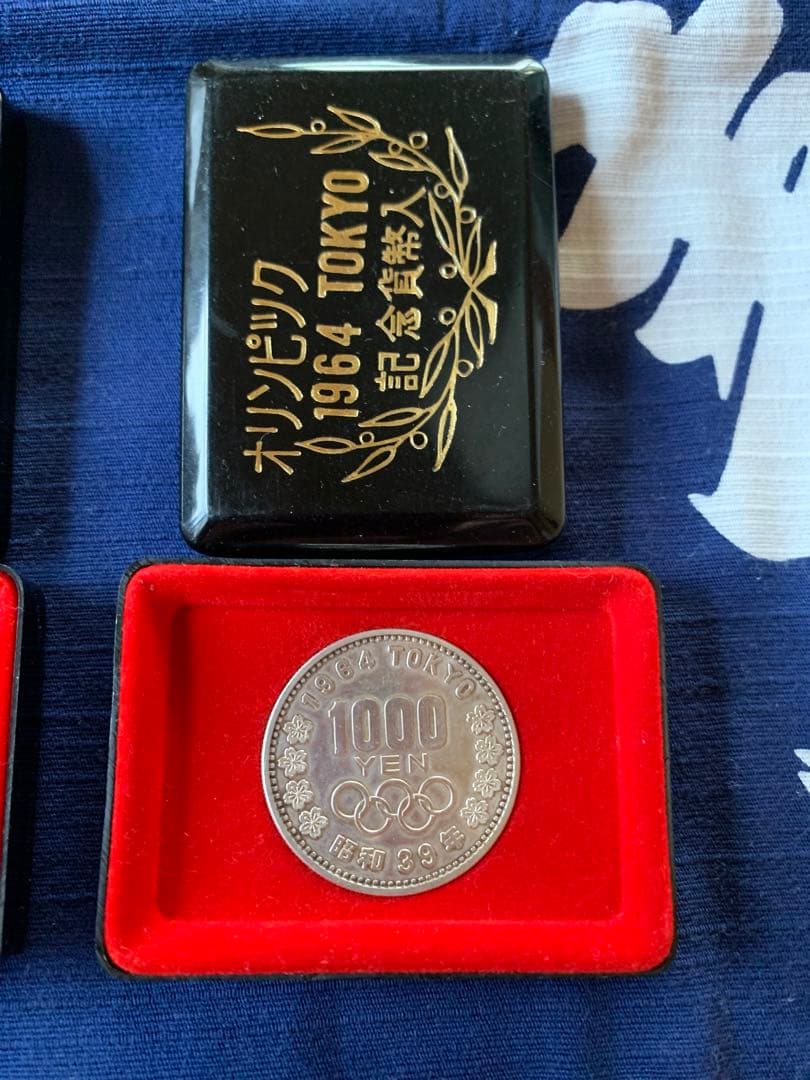 オリンピック
1964 TOKYO
記念貨幣入
1964 TOKYO
1000
YEN
昭和39年